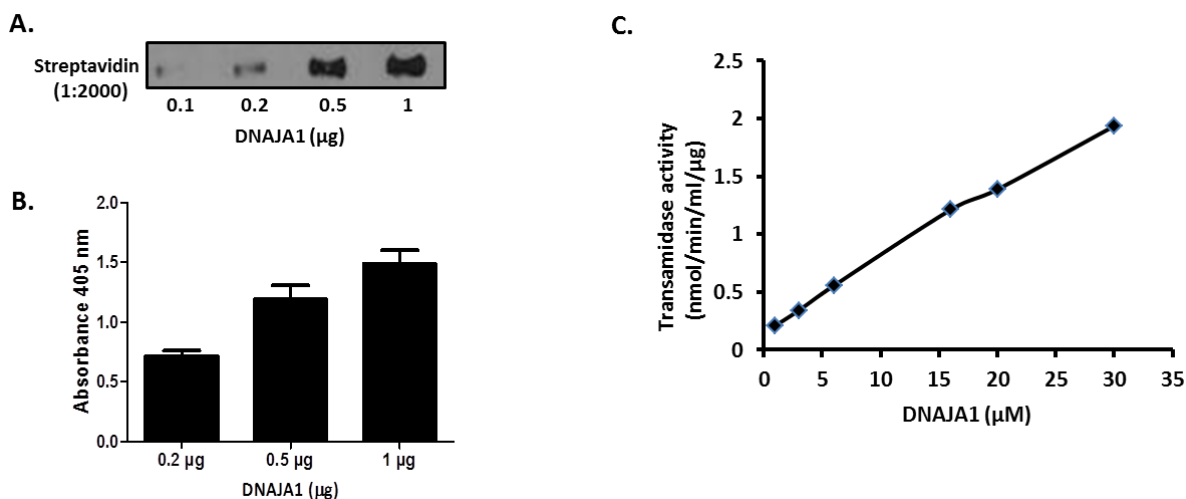 A.
Streptavidin
(1:2000)
0.1 0.2 0.5 1
DNAJA1 (µg)
B.
Absorbance 405 nm
2.0
1.5
1.0
0.5
0.0
0.2 µg 0.5 µg 1 µg
DNAJA1 (µg)
C.
Transamidase activity
(nmol/min/ml/µg)
2.5
2
1.5
1
0.5
0
0 5 10 15 20 25 30 35
DNAJA1 (µM)